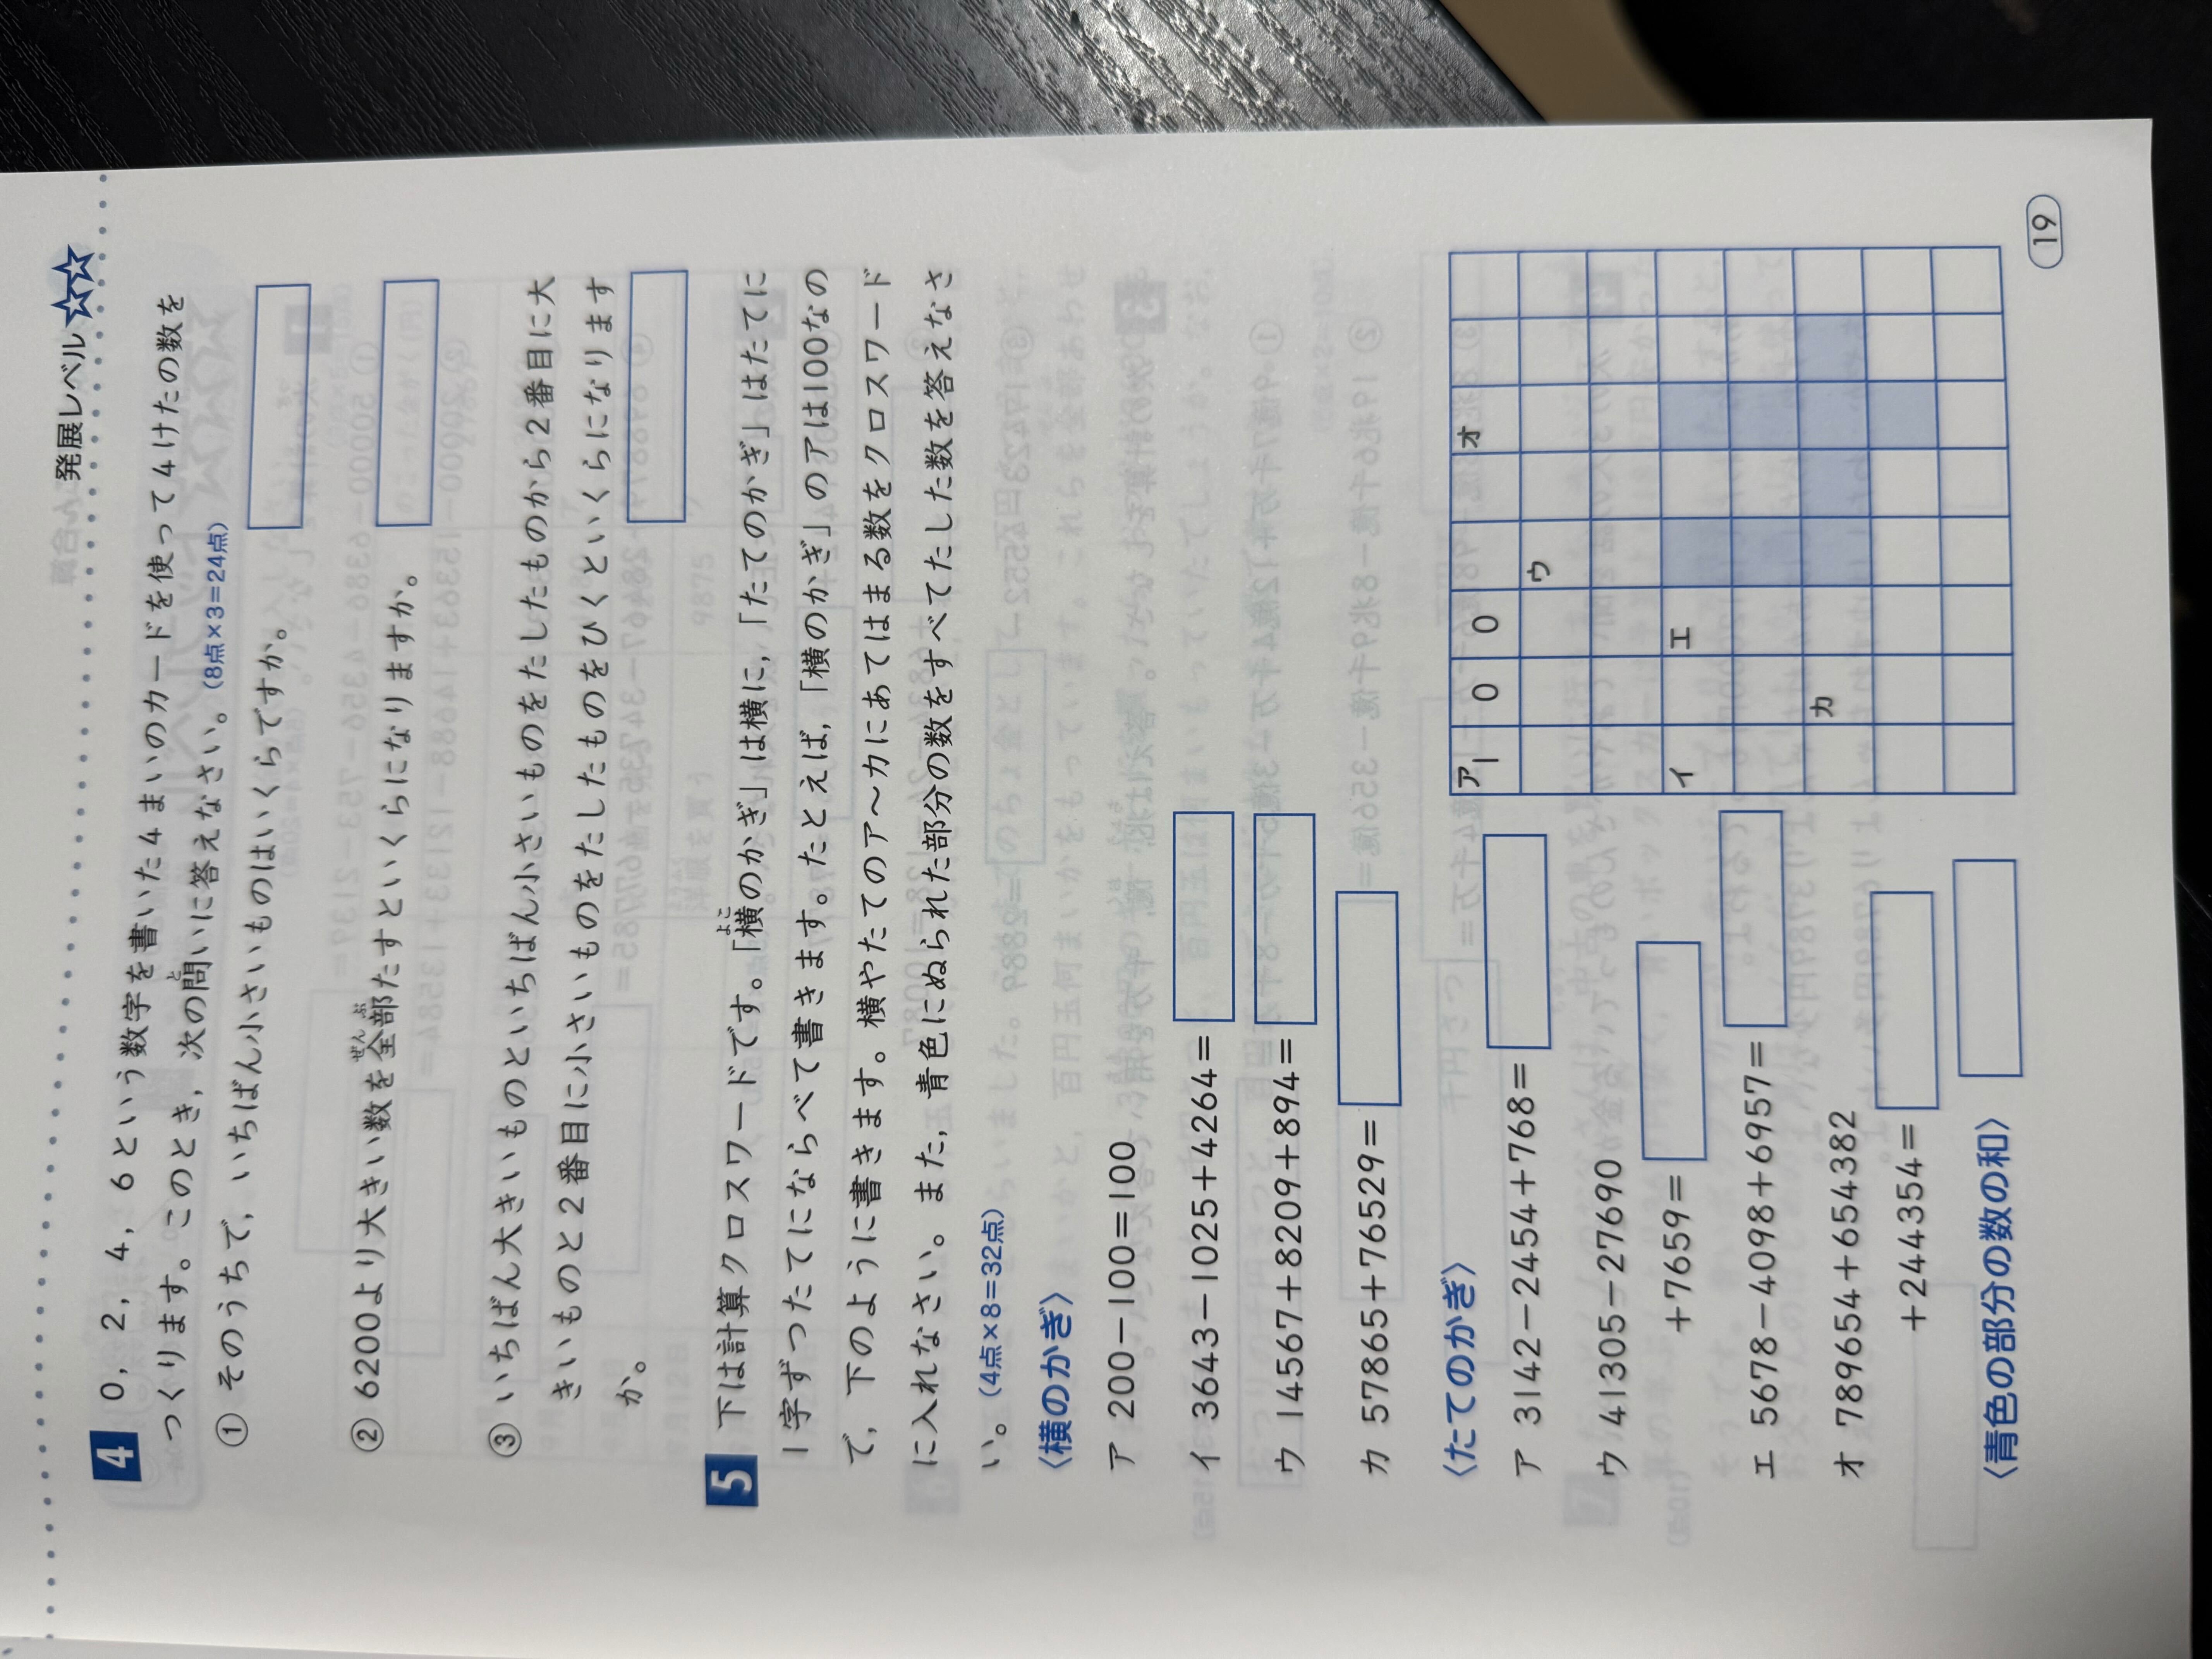 発展レベル☆☆
4 0，2，4，6という数字を書いた4まいのカードを使って4けたの数を
つくります。このとき，次の問いに答えなさい。(8点×3=24点)
① そのうちで，いちばん小さいものはいくらですか。
② 6200より大きい数を全部たすといくらになりますか。
③ いちばん大きいものといちばん小さいものをたしたものから2番目に大
きいものと2番目に小さいものをたしたものをひくといくらになります
か。
5 下は計算クロスワードです。「横のかぎ」は横に，「たてのかぎ」はたてに
1字ずつたてにならべて書きます。たとえば，「横のかぎ」のアは100なの
で，下のように書きます。横やたてのア〜カにあてはまる数をクロスワード
に入れなさい。また，青色にぬられた部分の数をすべてたした数を答えなさ
い。(4点×8=32点)
〈横のかぎ〉
ア 200−100=100
イ 3643−1025+4264=
ウ 14567+8209+894=
カ 57865+76529=
〈たてのかぎ〉
ア 3142−2454+768=
ウ 41305−27690
+7659=
エ 5678−4098+6957=
オ 789654+654382
+244354=
〈青色の部分の数の和〉
ア 1 0 0 オ
ウ
イ エ
カ
19